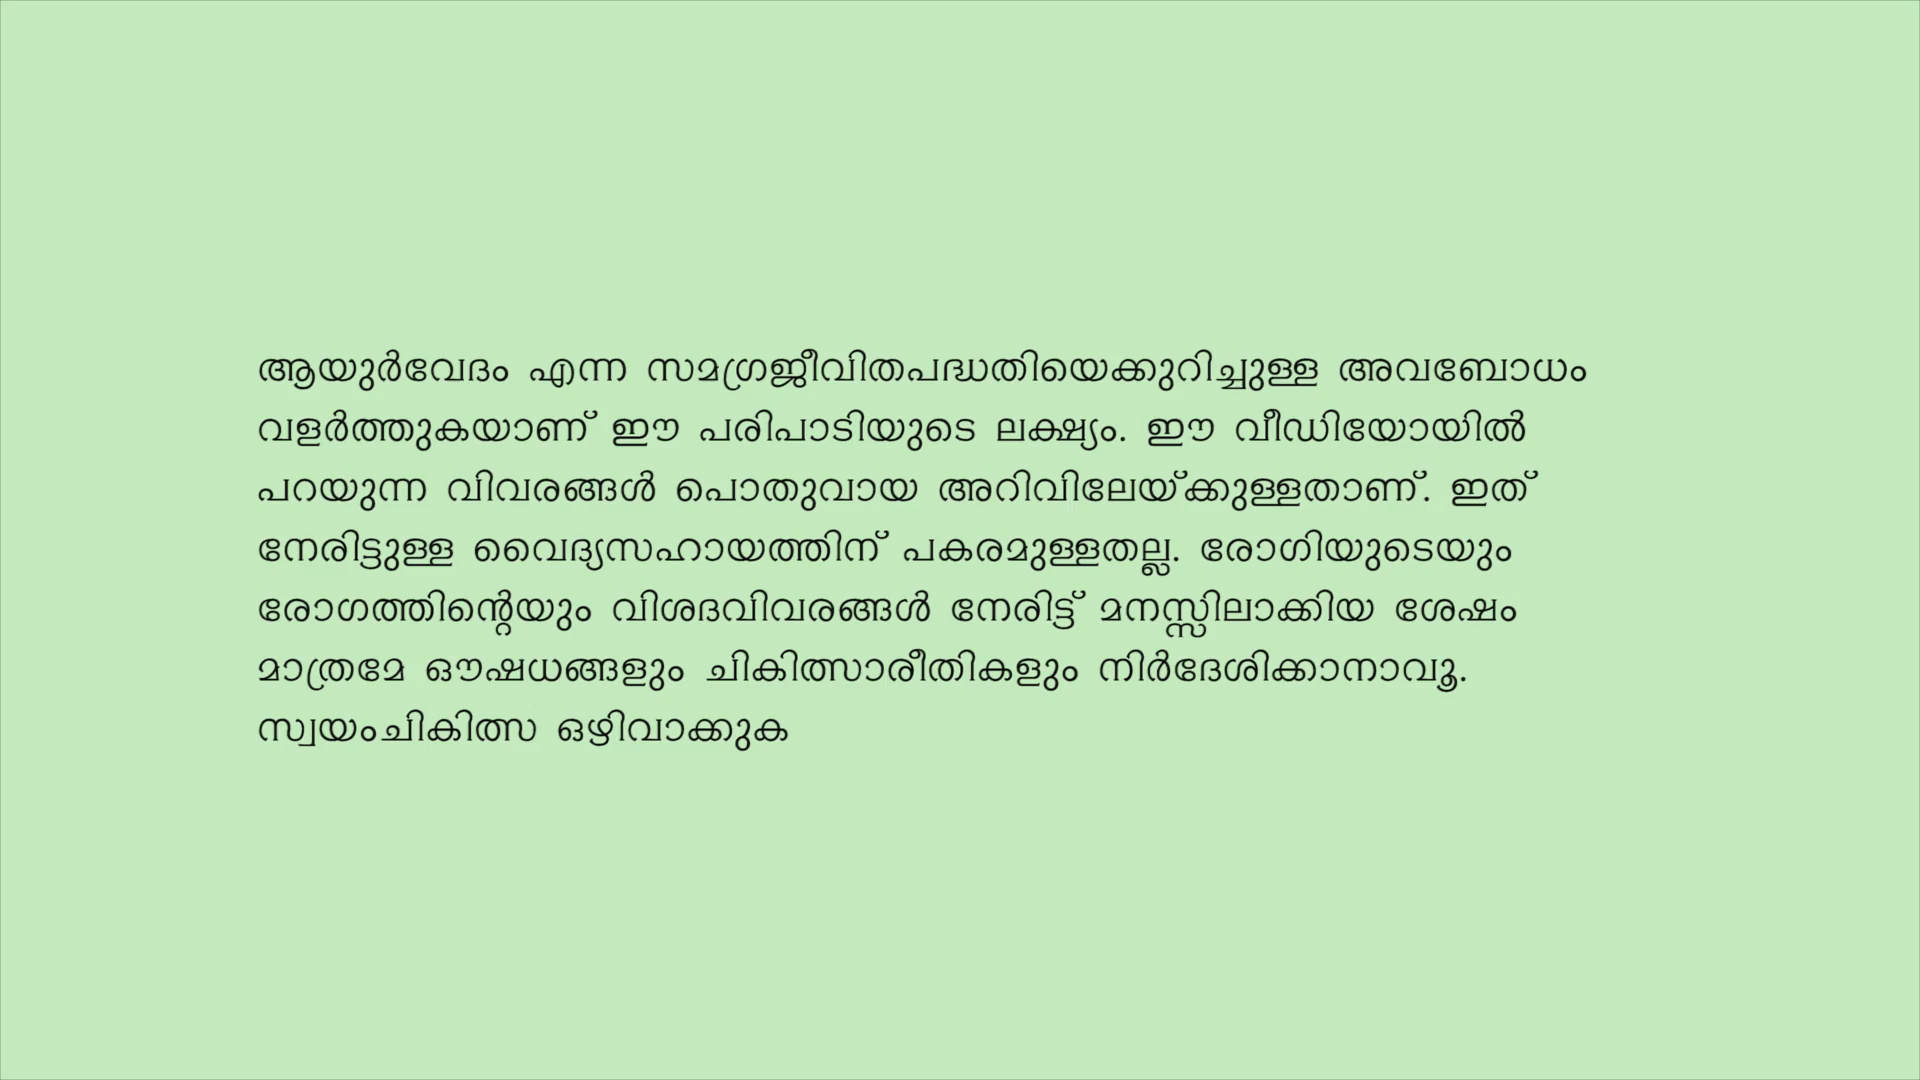 ആയുർവേദം എന്ന സമഗ്രജീവിതപദ്ധതിയെക്കുറിച്ചുള്ള അവബോധം
വളർത്തുകയാണ് ഈ പരിപാടിയുടെ ലക്ഷ്യം. ഈ വീഡിയോയിൽ
പറയുന്ന വിവരങ്ങൾ പൊതുവായ അറിവിലേയ്ക്കുള്ളതാണ്. ഇത്
നേരിട്ടുള്ള വൈദ്യസഹായത്തിന് പകരമുള്ളതല്ല. രോഗിയുടെയും
രോഗത്തിന്റെയും വിശദവിവരങ്ങൾ നേരിട്ട് മനസ്സിലാക്കിയ ശേഷം
മാത്രമേ ഔഷധങ്ങളും ചികിത്സാരീതികളും നിർദേശിക്കാനാവൂ.
സ്വയംചികിത്സ ഒഴിവാക്കുക